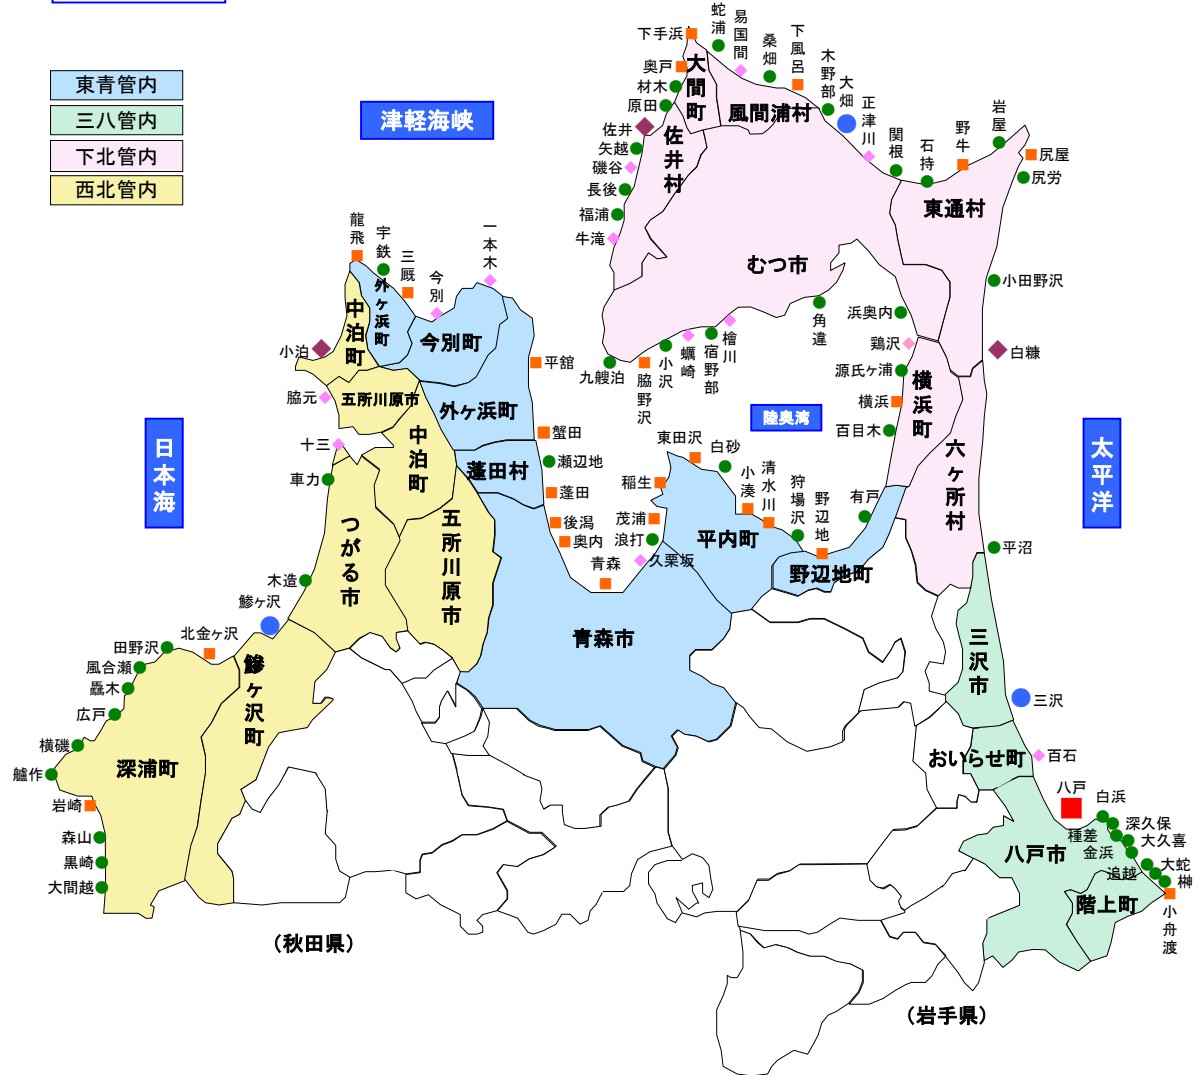 東青管内
三八管内
下北管内
西北管内
津軽海峡
日本海
陸奥湾
太平洋
下手浜
蛇浦
易国間
桑畑
下風呂
木野部
大畑
正津川
関根
石持
野牛
岩屋
尻屋
尻労
奥戸
材木
原田
佐井
矢越
磯谷
長後
福浦
牛滝
大間町
風間浦村
佐井村
東通村
むつ市
小田野沢
白糠
浜奥内
鶏沢
源氏ヶ浦
横浜
百目木
角違
檜川
宿野部
蠣崎
小沢
脇野沢
九艘泊
横浜町
六ヶ所村
平沼
龍飛
宇鉄
三厩
今別
一本木
中泊町
外ヶ浜町
今別町
小泊
脇元
五所川原市
十三
車力
中泊町
外ヶ浜町
平舘
蟹田
瀬辺地
蓬田村
蓬田
後潟
奥内
青森
久栗坂
浪打
茂浦
稲生
東田沢
白砂
小湊
清水川
狩場沢
野辺地
有戸
平内町
野辺地町
つがる市
五所川原市
青森市
木造
鰺ヶ沢
北金ヶ沢
田野沢
風合瀬
驫木
広戸
横磯
艫作
岩崎
森山
黒崎
大間越
鰺ヶ沢町
深浦町
三沢市
三沢
おいらせ町
百石
八戸
白浜
深久保
種差
大久喜
金浜
大蛇
追越
榊
小舟渡
八戸市
階上町
（秋田県）
（岩手県）